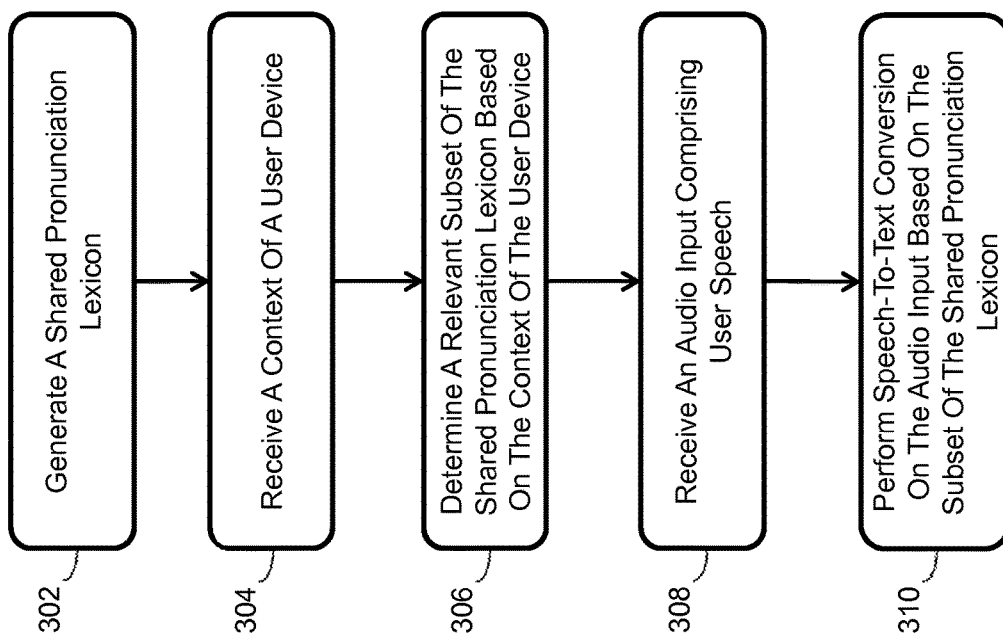 302
Generate A Shared Pronunciation
Lexicon
304
Receive A Context Of A User Device
306
Determine A Relevant Subset Of The
Shared Pronunciation Lexicon Based
On The Context Of The User Device
308
Receive An Audio Input Comprising
User Speech
310
Perform Speech-To-Text Conversion
On The Audio Input Based On The
Subset Of The Shared Pronunciation
Lexicon